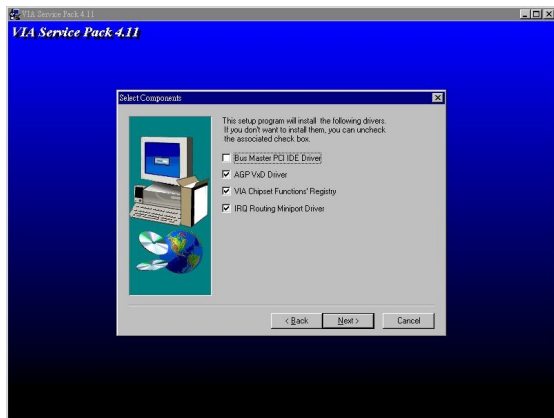 VIA Service Pack 4.11
VIA Service Pack 4.11
Select Components
This setup program will install the following drivers.
If you don't want to install them, you can uncheck
the associated check box.
Bus Master PCI IDE Driver
AGP VxD Driver
VIA Chipset Functions' Registry
IRQ Routing Miniport Driver
< Back
Next >
Cancel